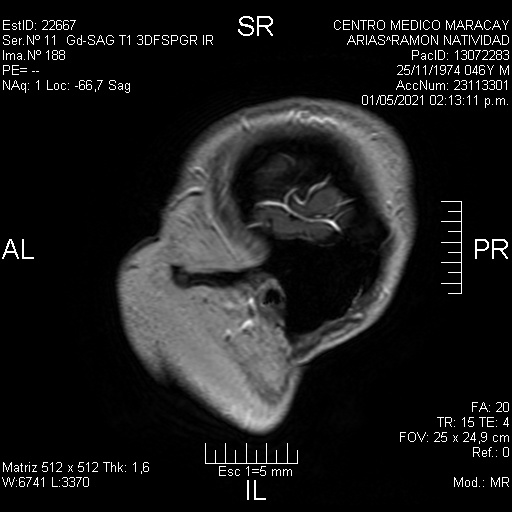 EstID: 22667
Ser.Nº 11 Gd-SAG T1 3DFSPGR IR
Ima.Nº 188
PE= --
NAq: 1 Loc: -66,7 Sag
SR
CENTRO MEDICO MARACAY
ARIAS^RAMON NATIVIDAD
PacID: 13072283
25/11/1974 046Y M
AccNum: 23113301
01/05/2021 02:13:11 p.m.
AL
PR
FA: 20
TR: 15 TE: 4
FOV: 25 x 24,9 cm
Ref.: 0
Matriz 512 x 512 Thk: 1,6
W:6741 L:3370
Esc 1=5 mm
IL
Mod.: MR